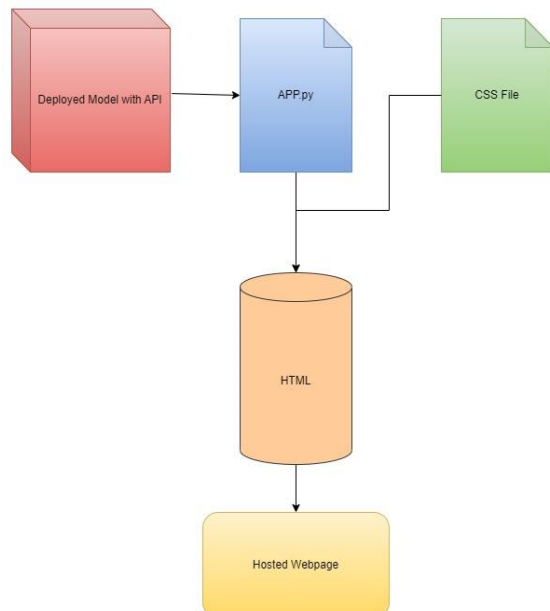 Deployed Model with API
APP.py
CSS File
HTML
Hosted Webpage